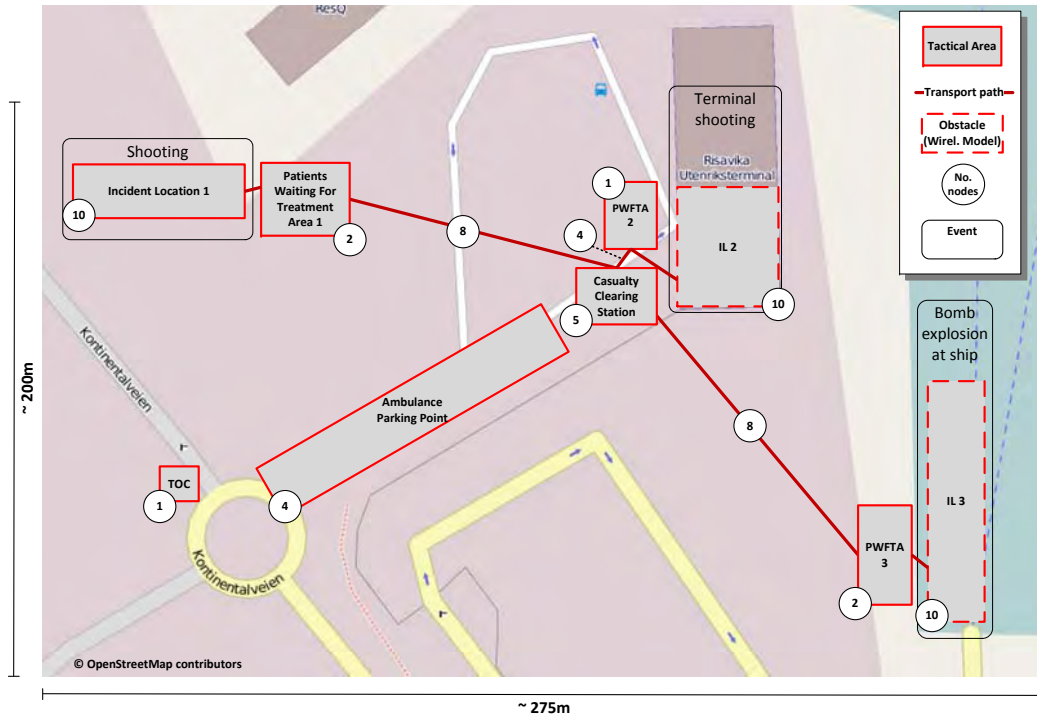 ResQ
Tactical Area
Transport path
Obstacle
(Wirel. Model)
No.
nodes
Event
Terminal
shooting
Risavika
Utenriksterminal
Shooting
Incident Location 1
10
Patients
Waiting For
Treatment
Area 1
2
8
1
PWFTA
2
4
IL 2
10
Casualty
Clearing
Station
5
Bomb
explosion
at ship
Ambulance
Parking Point
4
8
Kontinentalveien
TOC
1
Kontinentalveien
PWFTA
3
2
IL 3
10
© OpenStreetMap contributors
~ 200m
~ 275m